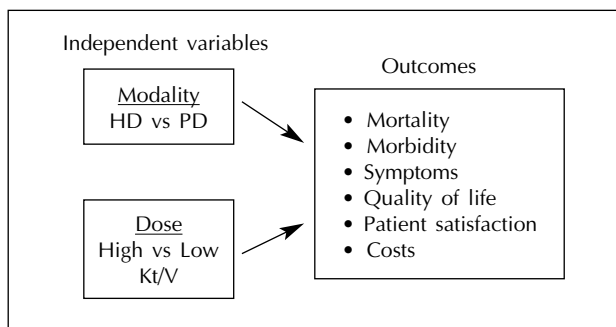 Independent variables
Modality
HD vs PD
Dose
High vs Low
Kt/V
Outcomes
• Mortality
• Morbidity
• Symptoms
• Quality of life
• Patient satisfaction
• Costs